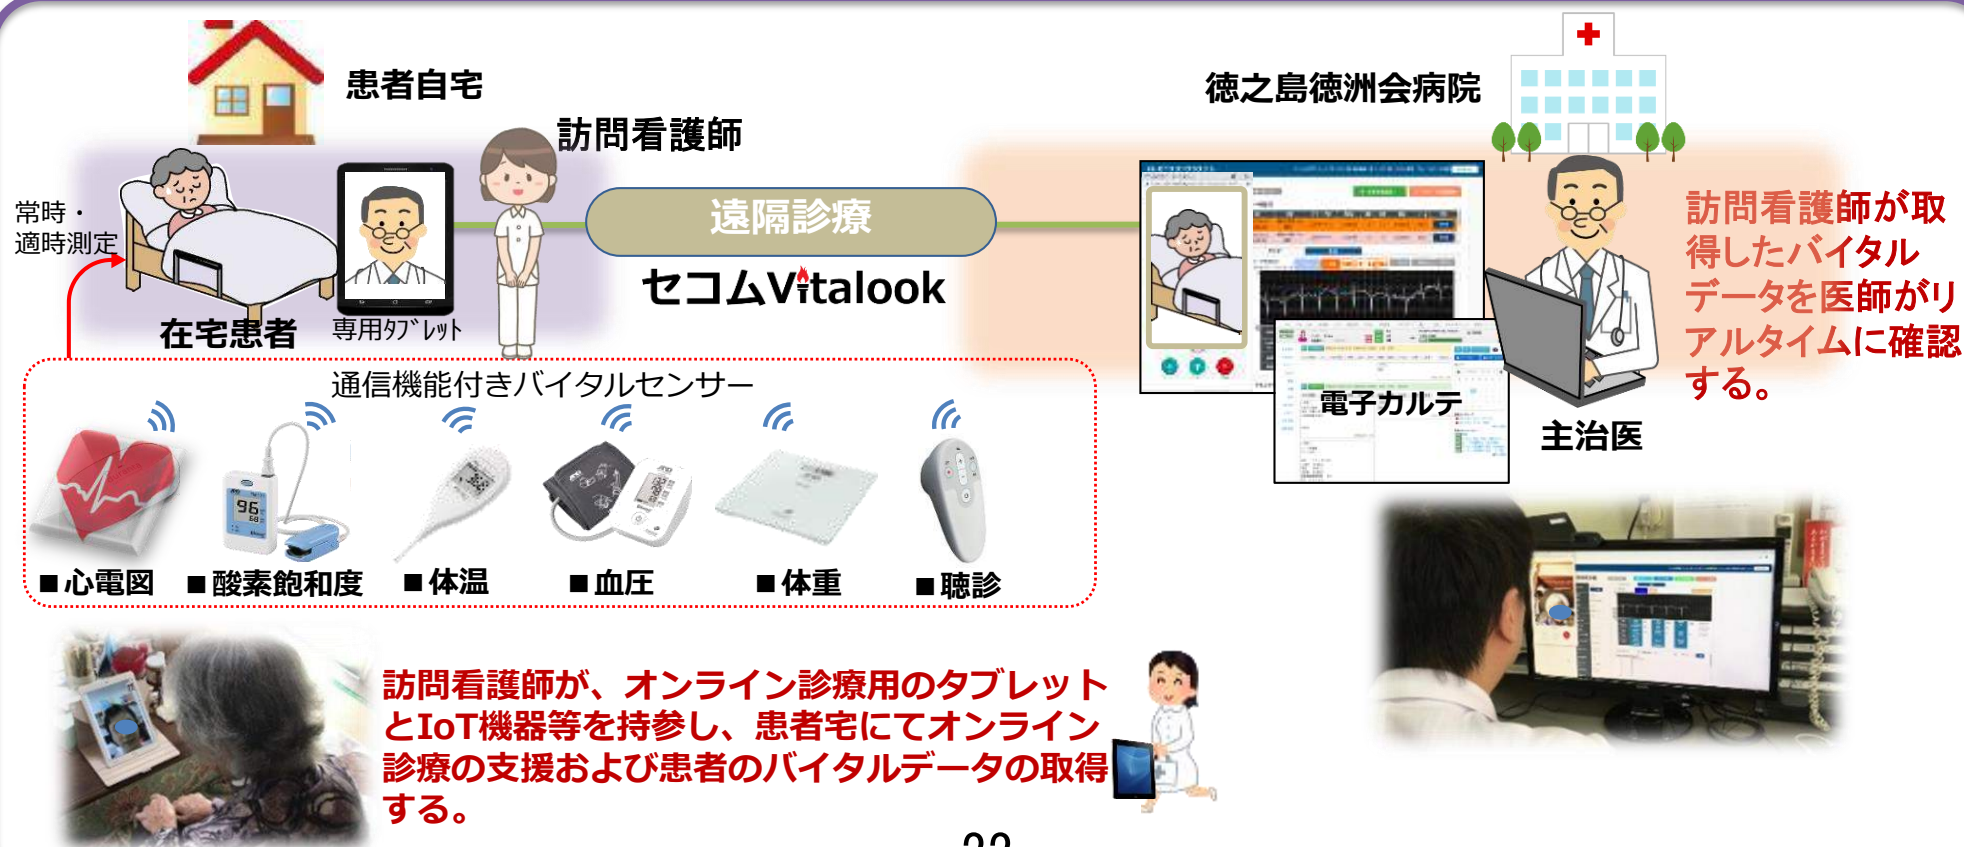 患者自宅
訪問看護師
徳之島徳洲会病院
常時・
適時測定
遠隔診療
セコムVitalook
在宅患者
専用ﾀﾌﾞﾚｯﾄ
訪問看護師が取
得したバイタル
データを医師がリ
アルタイムに確認
する。
電子カルテ
主治医
通信機能付きバイタルセンサー
96
■心電図
■酸素飽和度
■体温
■血圧
■体重
■聴診
訪問看護師が、オンライン診療用のタブレット
とIoT機器等を持参し、患者宅にてオンライン
診療の支援および患者のバイタルデータの取得
する。